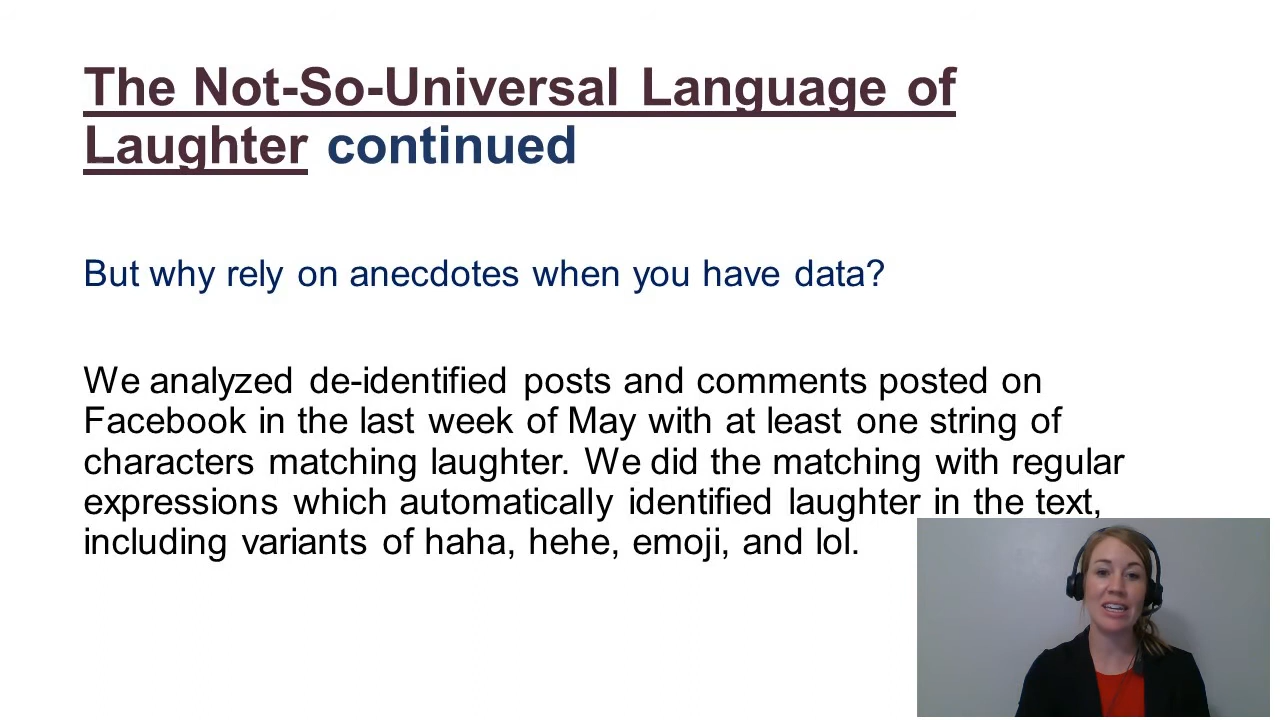 The Not-So-Universal Language of
Laughter continued
But why rely on anecdotes when you have data?
We analyzed de-identified posts and comments posted on
Facebook in the last week of May with at least one string of
characters matching laughter. We did the matching with regular
expressions which automatically identified laughter in the text,
including variants of haha, hehe, emoji, and lol.